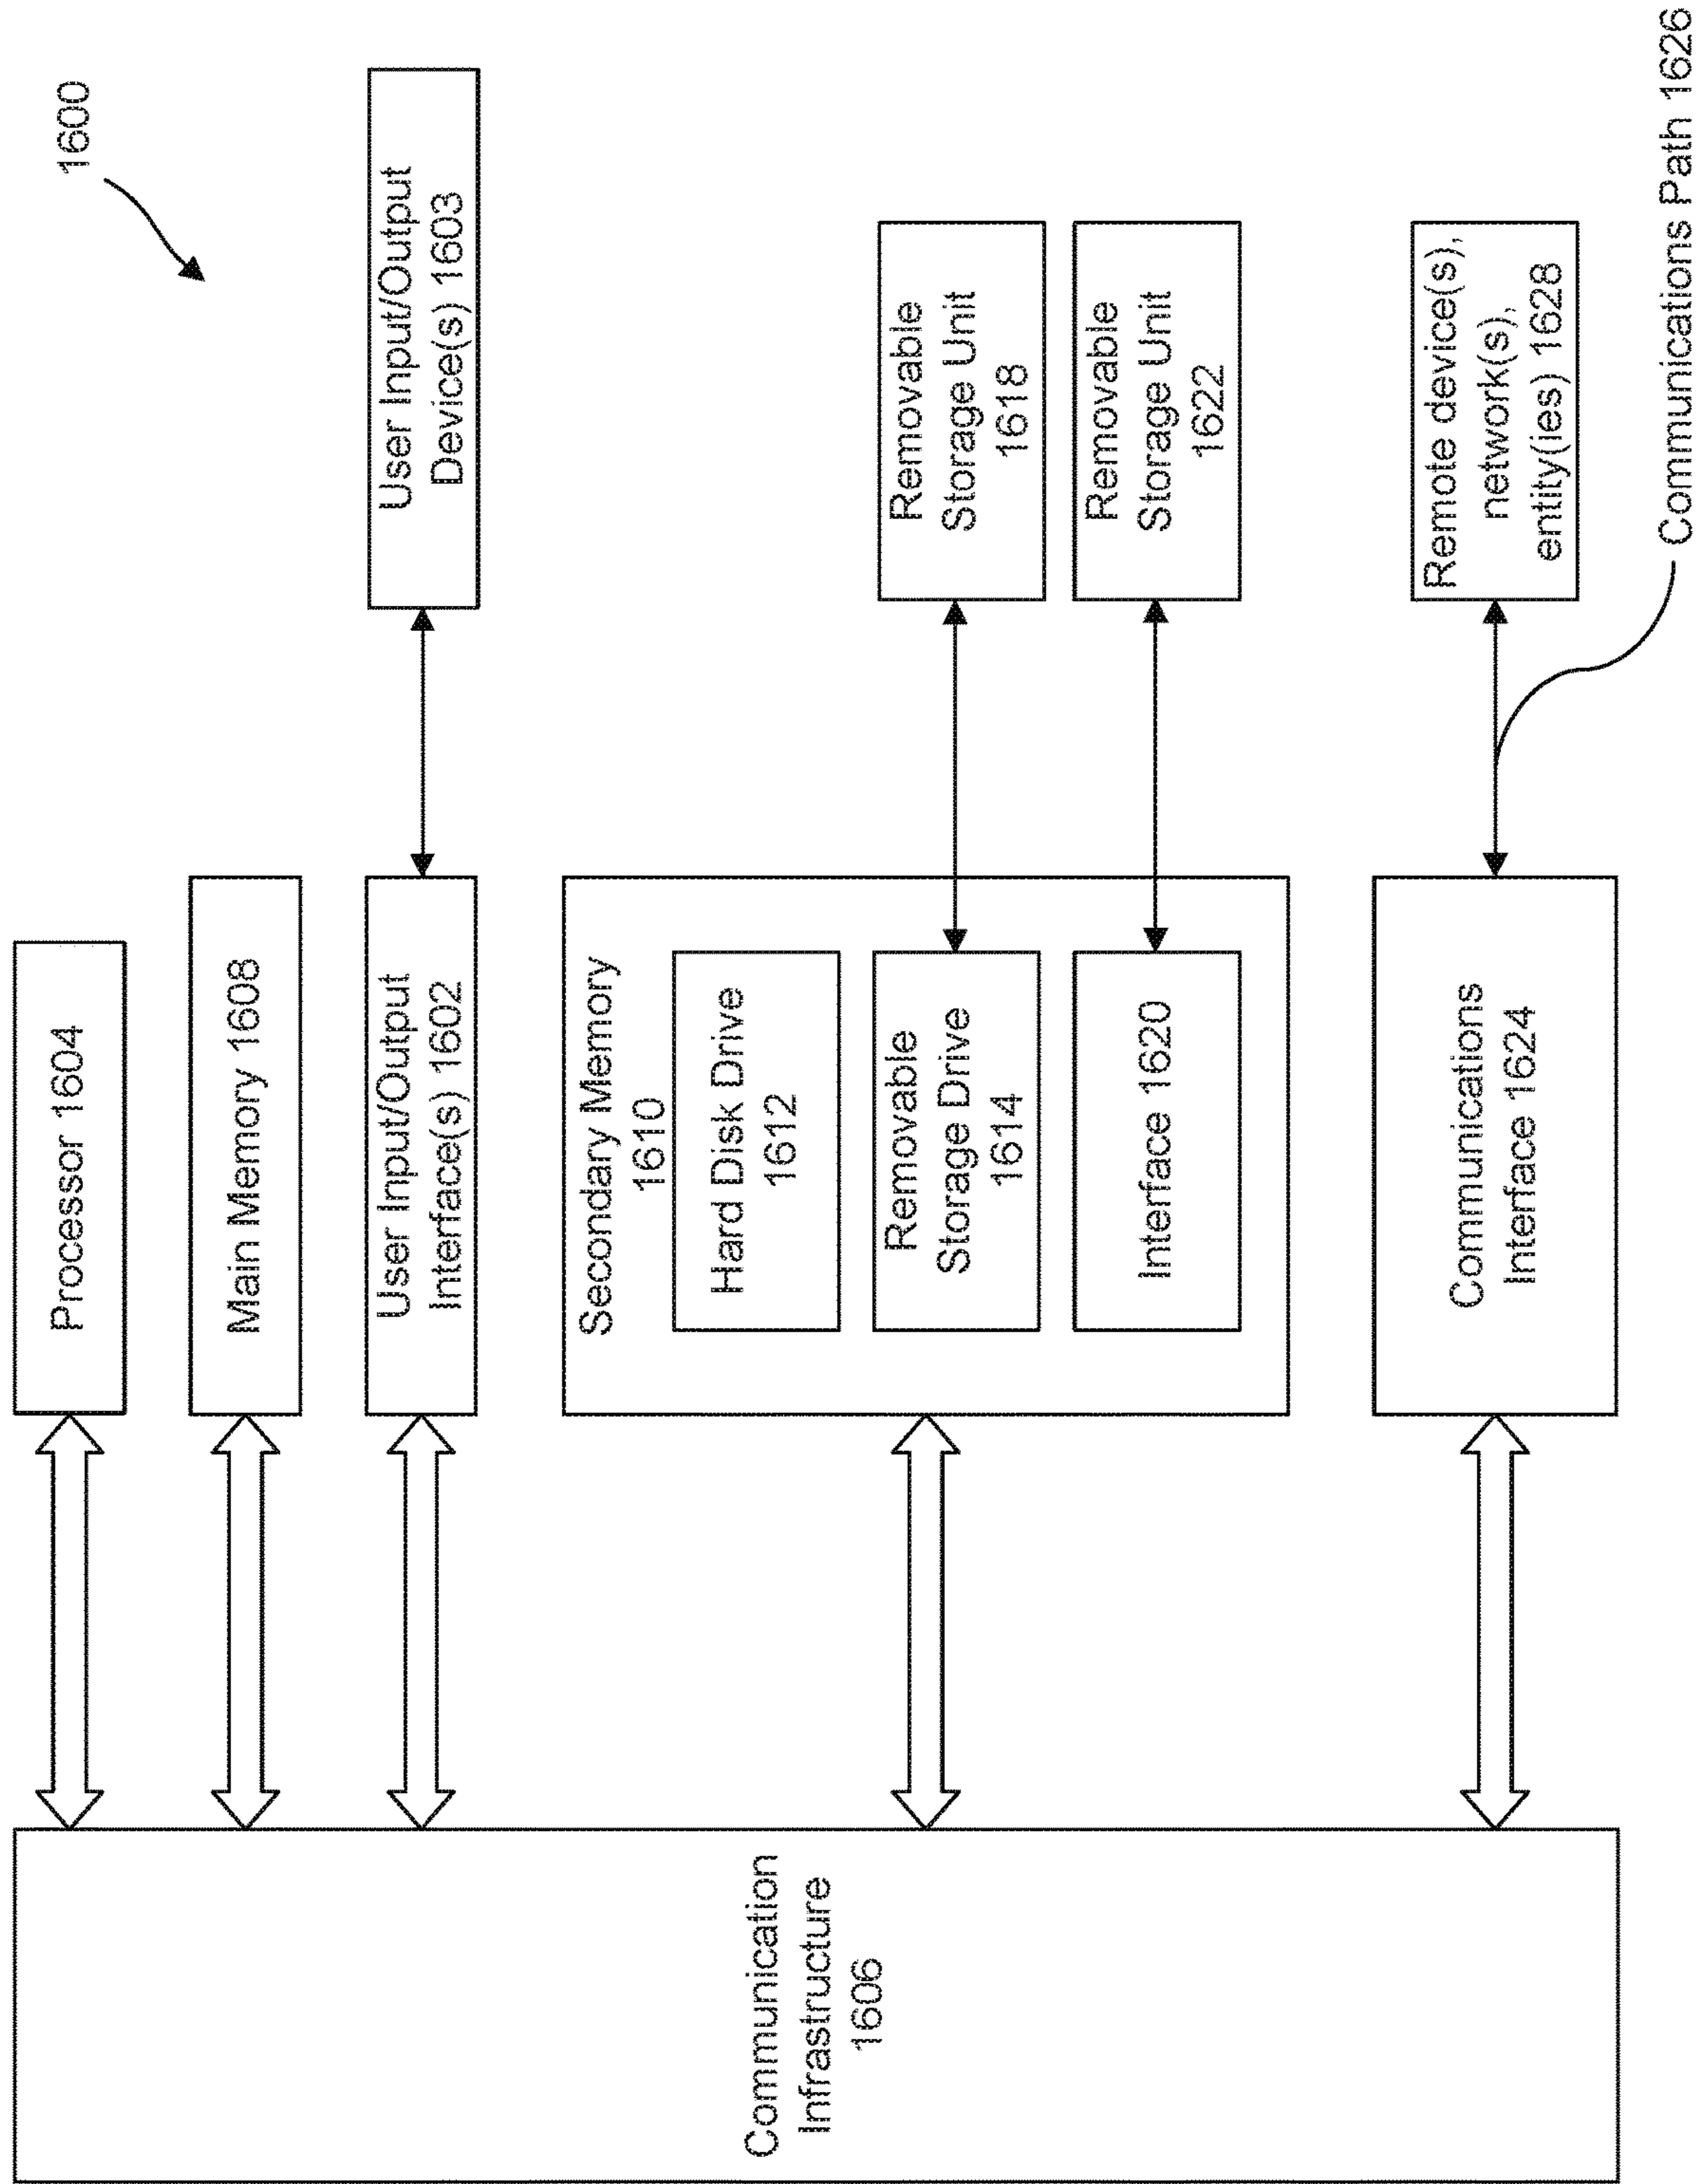 1600
Processor 1604
Main Memory 1608
User Input/Output
Interface(s) 1602
User Input/Output
Device(s) 1603
Communication
Infrastructure
1606
Secondary Memory
1610
Hard Disk Drive
1612
Removable
Storage Drive
1614
Removable
Storage Unit
1618
Interface 1620
Removable
Storage Unit
1622
Communications
Interface 1624
Remote device(s),
network(s),
entity(ies) 1628
Communications Path 1626